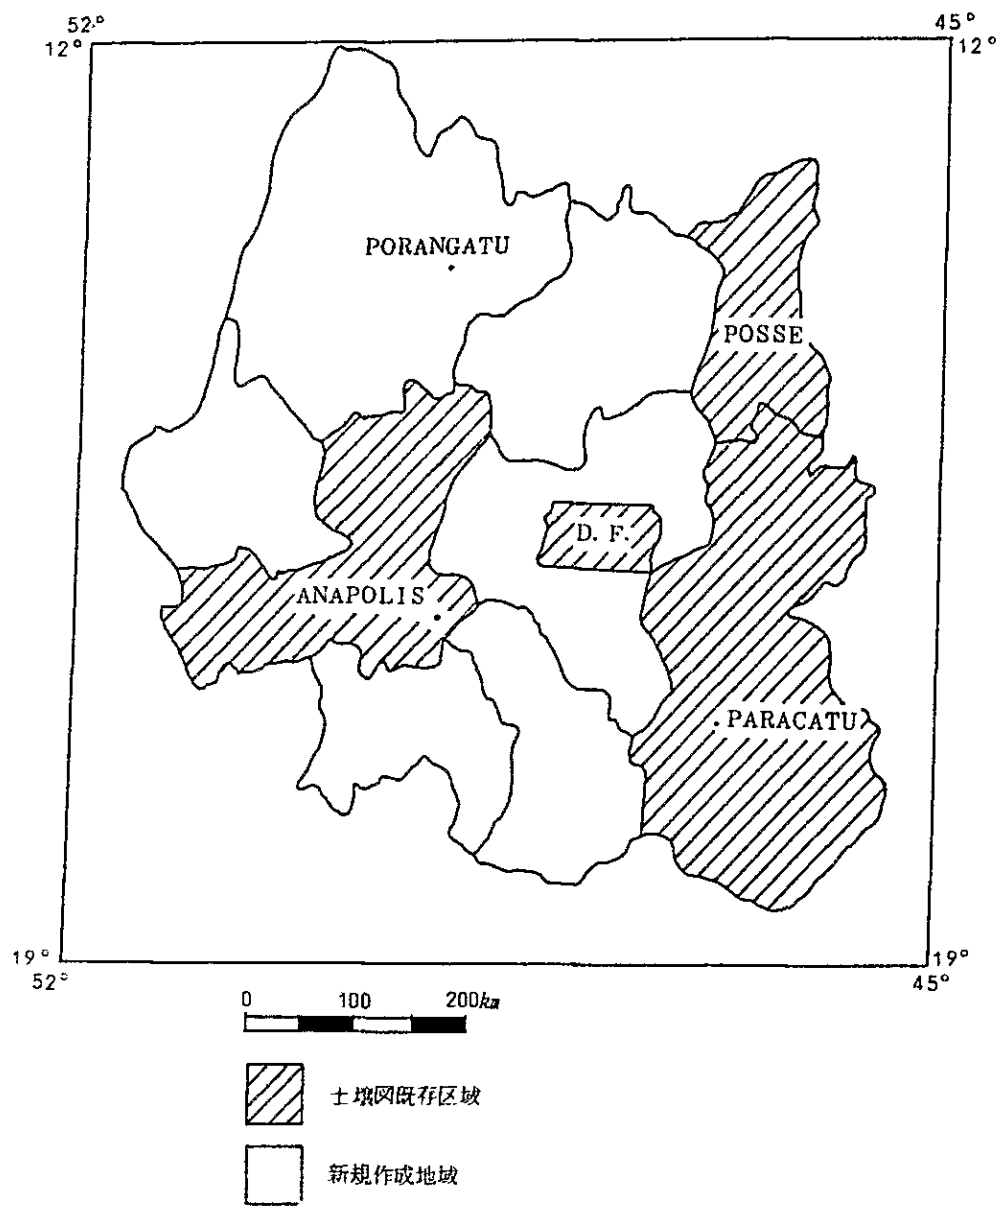 52°
45°
12°
12°
PORANGATU
POSSE
D. F.
ANAPOLIS
PARACATU
19°
19°
52°
45°
0 100 200km
土壌図既存区域
新規作成地域